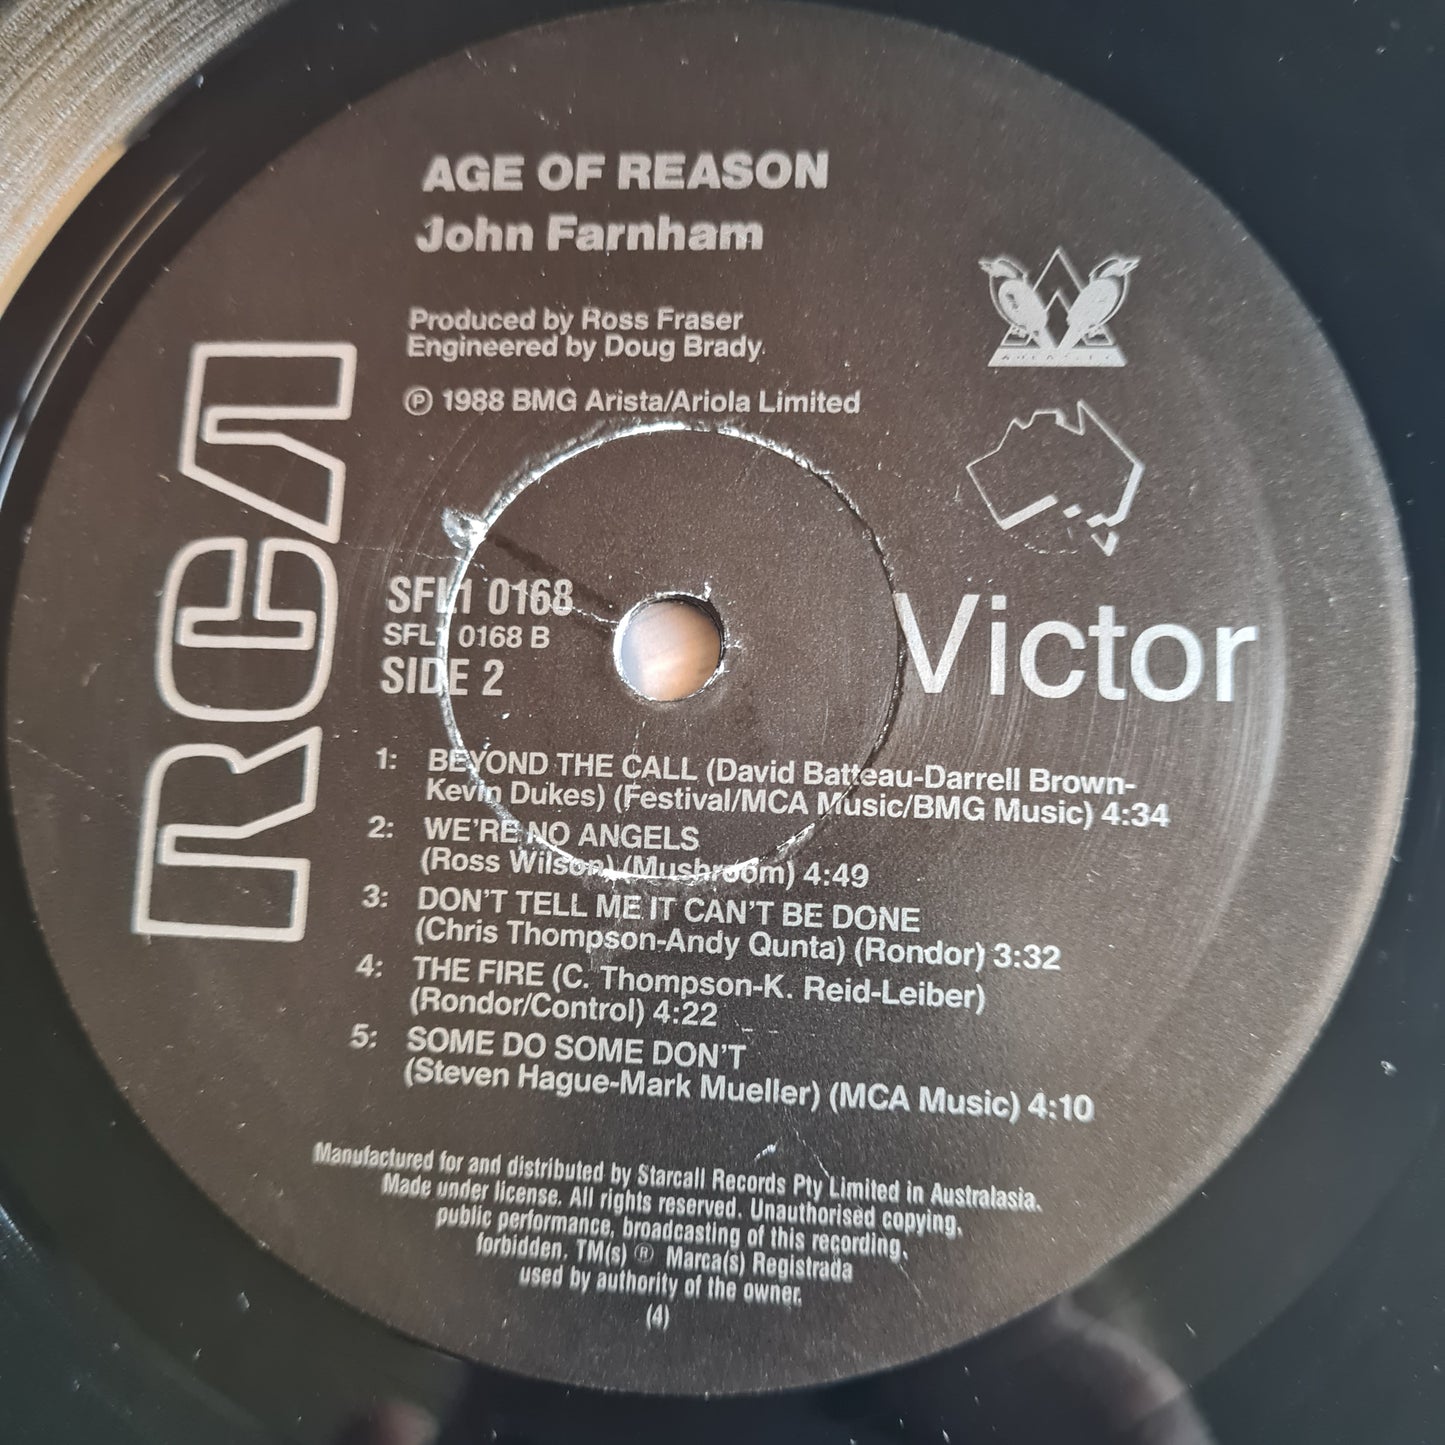 AGE OF REASON
John Farnham
Produced by Ross Fraser
Engineered by Doug Brady
℗ 1988 BMG Arista/Ariola Limited
RCA
SFL1 0168
SFL1 0168 B
SIDE 2
Victor
1: BEYOND THE CALL (David Batteau-Darrell Brown-
Kevin Dukes) (Festival/MCA Music/BMG Music) 4:34
2: WE'RE NO ANGELS
(Ross Wilson) (Mushroom) 4:49
3: DON'T TELL ME IT CAN'T BE DONE
(Chris Thompson-Andy Qunta) (Rondor) 3:32
4: THE FIRE (C. Thompson-K. Reid-Leiber)
(Rondor/Control) 4:22
5: SOME DO SOME DON'T
(Steven Hague-Mark Mueller) (MCA Music) 4:10
Manufactured for and distributed by Starcall Records Pty Limited in Australasia.
Made under license. All rights reserved. Unauthorised copying,
public performance, broadcasting of this recording,
forbidden. TM(s) ® Marca(s) Registrada
used by authority of the owner.
(4)